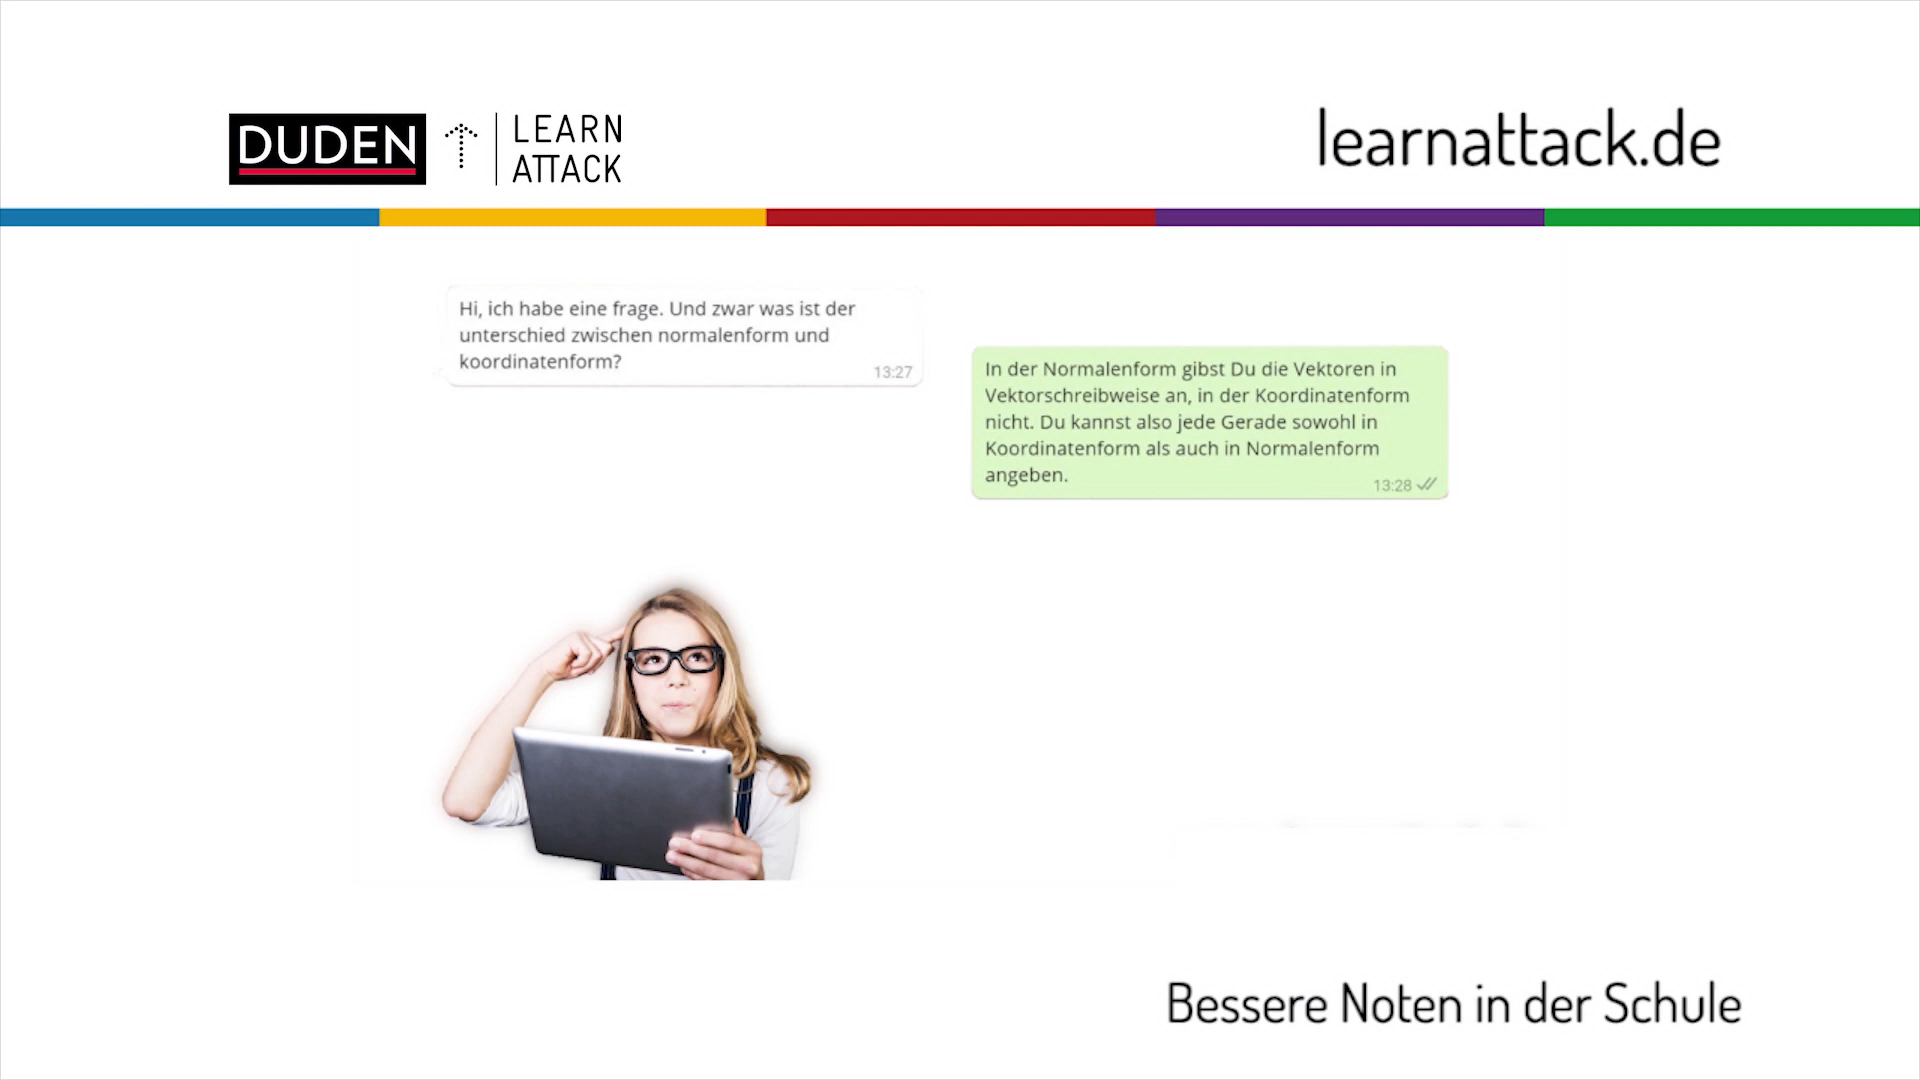 DUDEN
LEARN
ATTACK
learnattack.de
Hi, ich habe eine frage. Und zwar was ist der
unterschied zwischen normalenform und
koordinatenform?
13:27
In der Normalenform gibst Du die Vektoren in
Vektorschreibweise an, in der Koordinatenform
nicht. Du kannst also jede Gerade sowohl in
Koordinatenform als auch in Normalenform
angeben.
13:28
Bessere Noten in der Schule